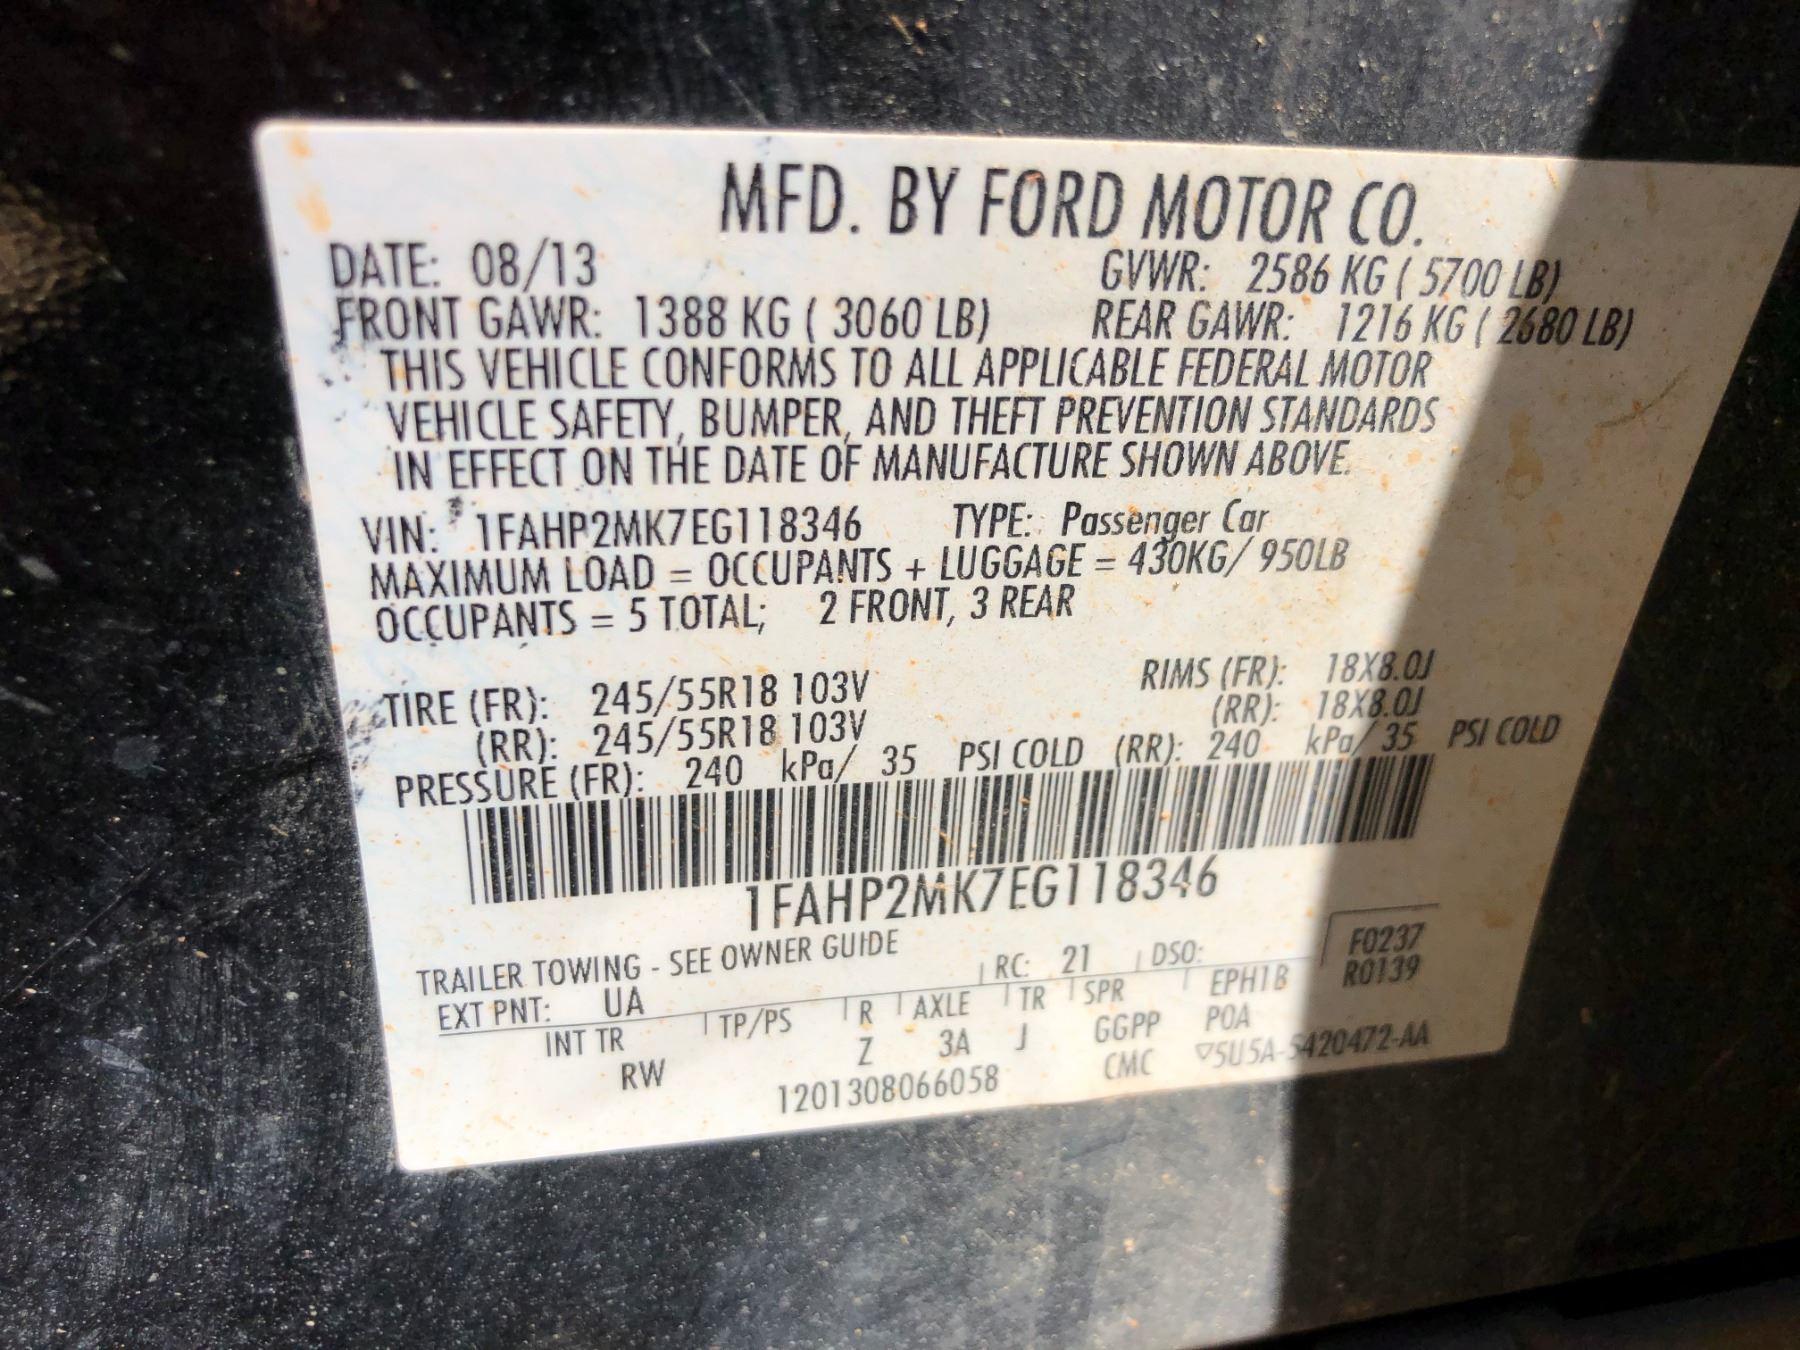 MFD. BY FORD MOTOR CO.
DATE: 08/13 GVWR: 2586 KG ( 5700 LB)
FRONT GAWR: 1388 KG ( 3060 LB) REAR GAWR: 1216 KG ( 2680 LB)
THIS VEHICLE CONFORMS TO ALL APPLICABLE FEDERAL MOTOR
VEHICLE SAFETY, BUMPER, AND THEFT PREVENTION STANDARDS
IN EFFECT ON THE DATE OF MANUFACTURE SHOWN ABOVE.
VIN: 1FAHP2MK7EG118346 TYPE: Passenger Car
MAXIMUM LOAD = OCCUPANTS + LUGGAGE = 430KG/ 950LB
OCCUPANTS = 5 TOTAL; 2 FRONT, 3 REAR
TIRE (FR): 245/55R18 103V RIMS (FR): 18X8.0J
(RR): 245/55R18 103V (RR): 18X8.0J
PRESSURE (FR): 240 kPa/ 35 PSI COLD (RR): 240 kPa/ 35 PSI COLD
1FAHP2MK7EG118346
TRAILER TOWING - SEE OWNER GUIDE F0237
EXT PNT: UA RC: 21 DSO: R0139
INT TR TP/PS R AXLE TR SPR EPH1B
RW Z 3A J GGPP POA
1201308066058 CMC ▽5U5A-S420472-AA